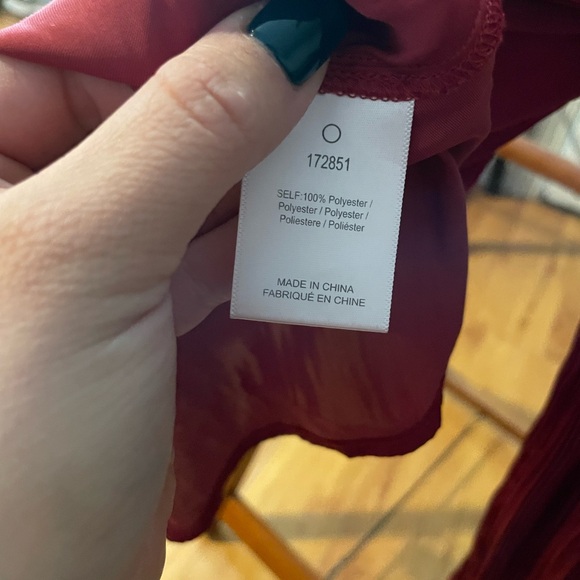 172851
SELF:100% Polyester /
Polyester / Polyester /
Poliestere / Poliéster
MADE IN CHINA
FABRIQUÉ EN CHINE